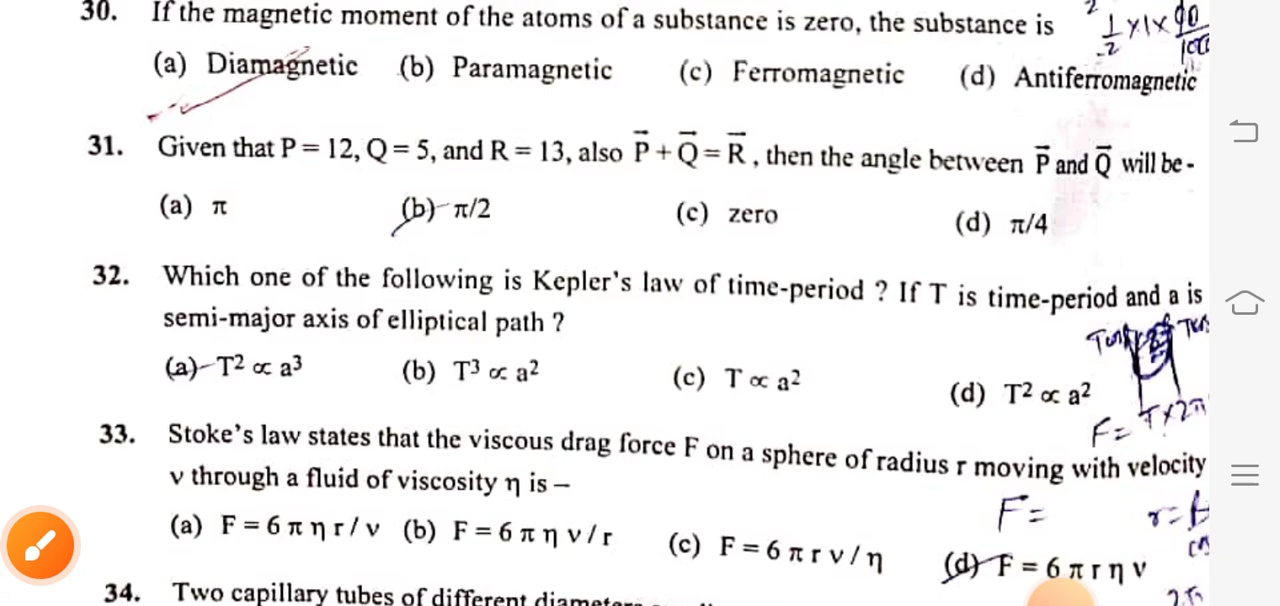 30. If the magnetic moment of the atoms of a substance is zero, the substance is
(a) Diamagnetic (b) Paramagnetic (c) Ferromagnetic (d) Antiferromagnetic
31. Given that P = 12, Q = 5, and R = 13, also P⃗ + Q⃗ = R⃗, then the angle between P⃗ and Q⃗ will be -
(a) π (b) π/2 (c) zero (d) π/4
32. Which one of the following is Kepler's law of time-period ? If T is time-period and a is
semi-major axis of elliptical path ?
(a) T² ∝ a³ (b) T³ ∝ a² (c) T ∝ a² (d) T² ∝ a²
F = T×2π
33. Stoke's law states that the viscous drag force F on a sphere of radius r moving with velocity
v through a fluid of viscosity η is –
F =
(a) F = 6 π η r / v (b) F = 6 π η v / r (c) F = 6 π r v / η (d) F = 6 π r η v
34. Two capillary tubes of different